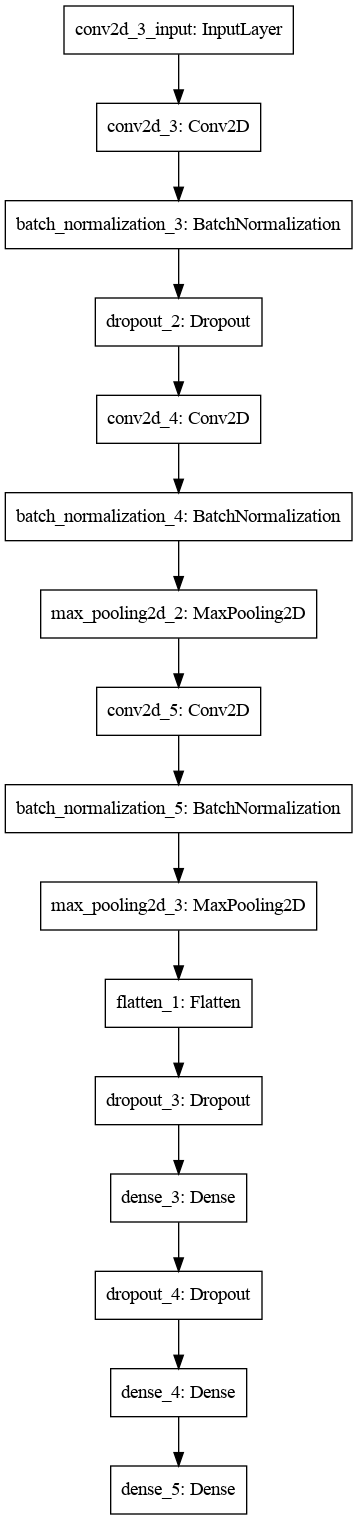 conv2d_3_input: InputLayer
conv2d_3: Conv2D
batch_normalization_3: BatchNormalization
dropout_2: Dropout
conv2d_4: Conv2D
batch_normalization_4: BatchNormalization
max_pooling2d_2: MaxPooling2D
conv2d_5: Conv2D
batch_normalization_5: BatchNormalization
max_pooling2d_3: MaxPooling2D
flatten_1: Flatten
dropout_3: Dropout
dense_3: Dense
dropout_4: Dropout
dense_4: Dense
dense_5: Dense